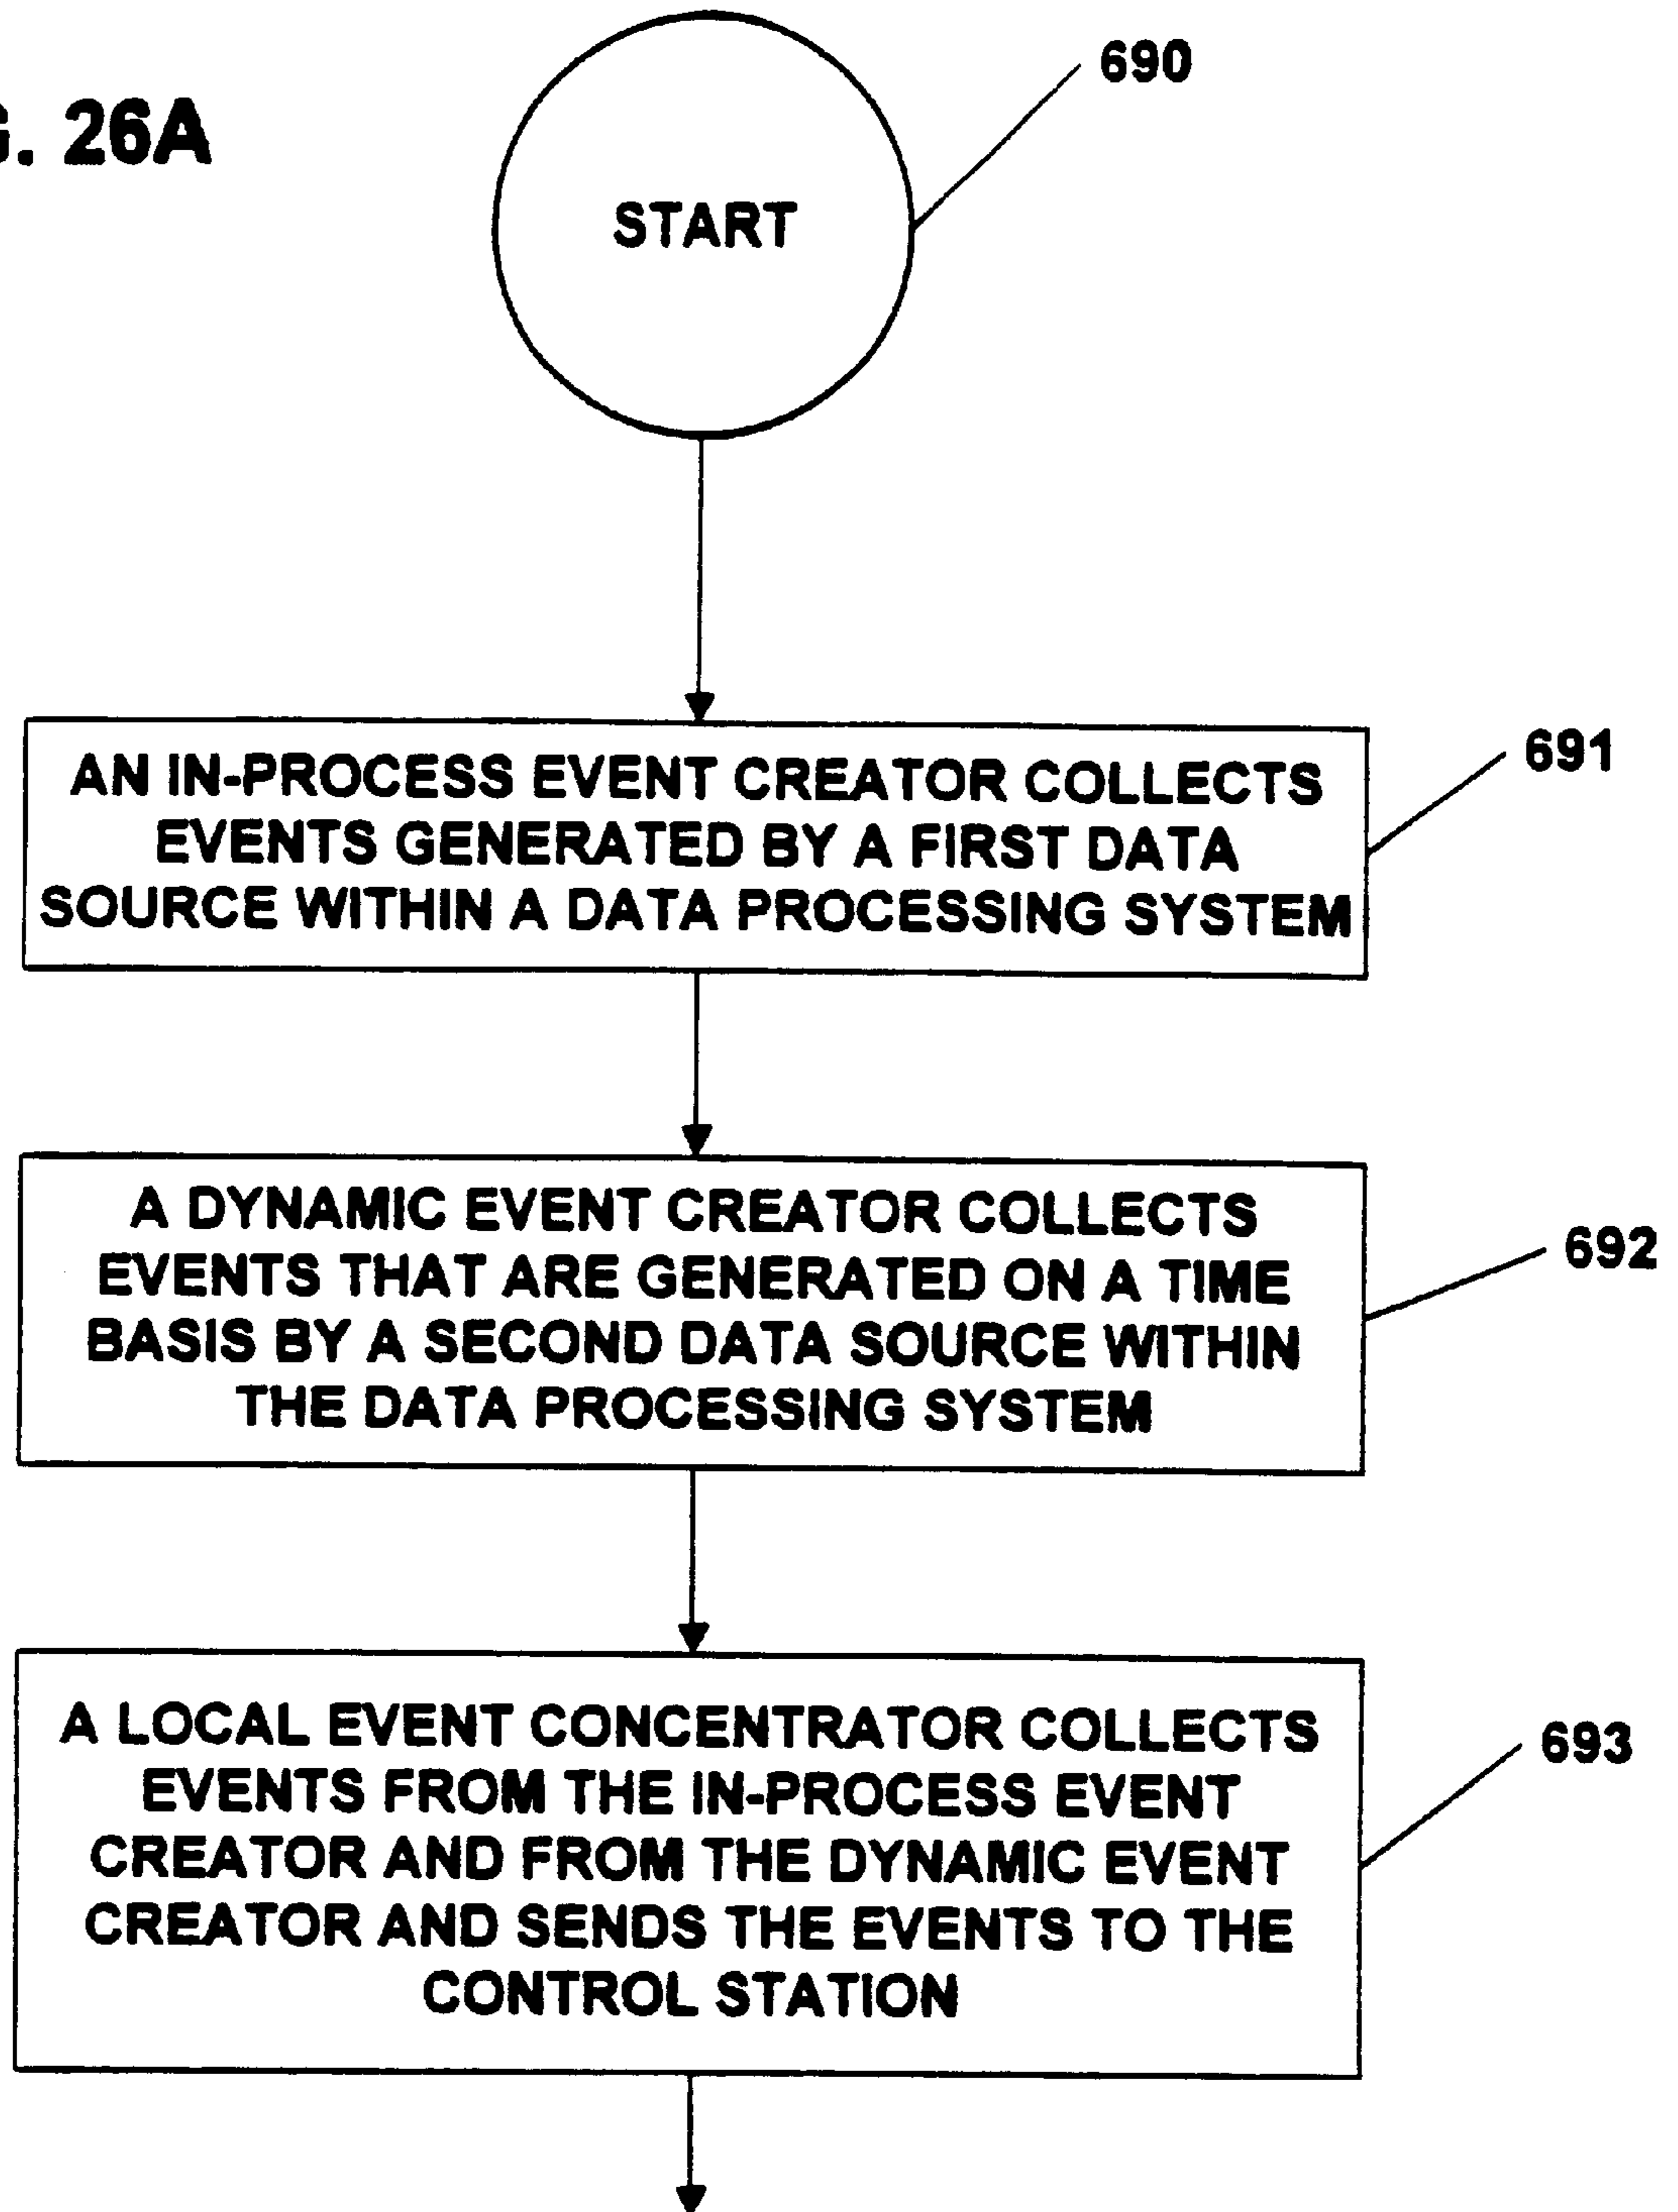 690
G. 26A
START
691
AN IN-PROCESS EVENT CREATOR COLLECTS
EVENTS GENERATED BY A FIRST DATA
SOURCE WITHIN A DATA PROCESSING SYSTEM
692
A DYNAMIC EVENT CREATOR COLLECTS
EVENTS THAT ARE GENERATED ON A TIME
BASIS BY A SECOND DATA SOURCE WITHIN
THE DATA PROCESSING SYSTEM
693
A LOCAL EVENT CONCENTRATOR COLLECTS
EVENTS FROM THE IN-PROCESS EVENT
CREATOR AND FROM THE DYNAMIC EVENT
CREATOR AND SENDS THE EVENTS TO THE
CONTROL STATION